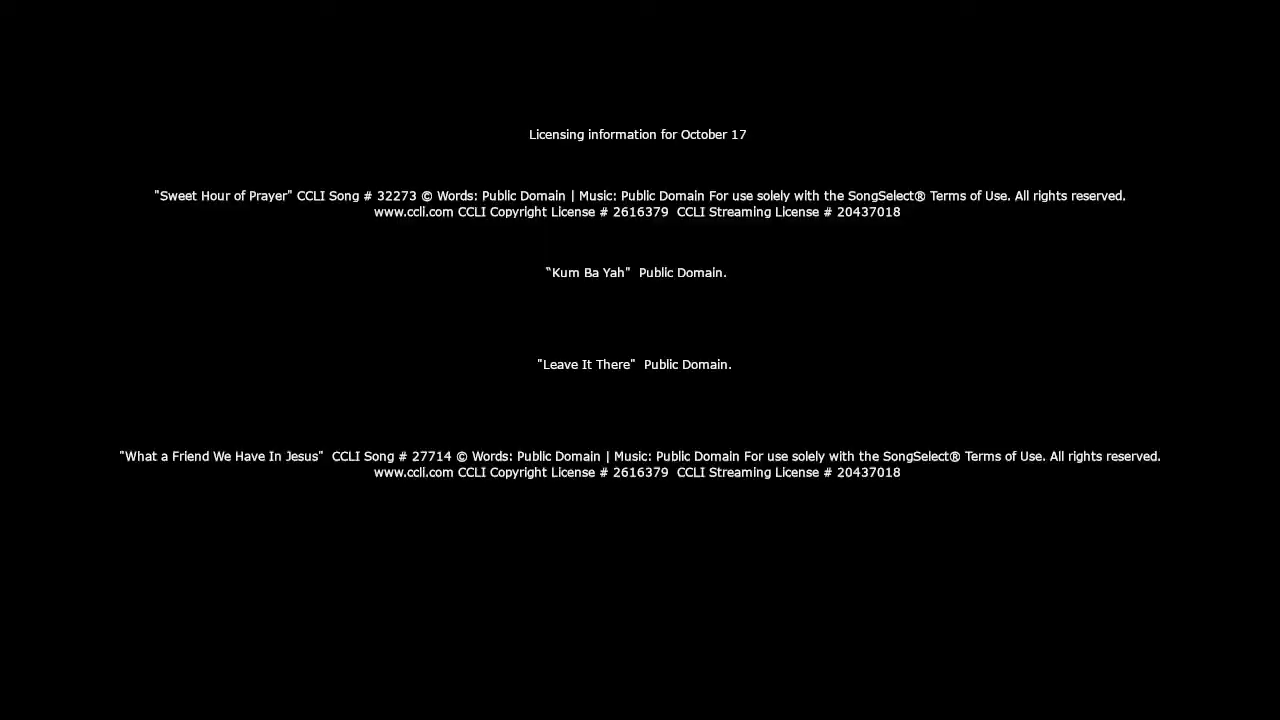 Licensing information for October 17
"Sweet Hour of Prayer" CCLI Song # 32273 © Words: Public Domain | Music: Public Domain For use solely with the SongSelect® Terms of Use. All rights reserved.
www.ccli.com CCLI Copyright License # 2616379  CCLI Streaming License # 20437018
“Kum Ba Yah"  Public Domain.
"Leave It There"  Public Domain.
"What a Friend We Have In Jesus"  CCLI Song # 27714 © Words: Public Domain | Music: Public Domain For use solely with the SongSelect® Terms of Use. All rights reserved.
www.ccli.com CCLI Copyright License # 2616379  CCLI Streaming License # 20437018